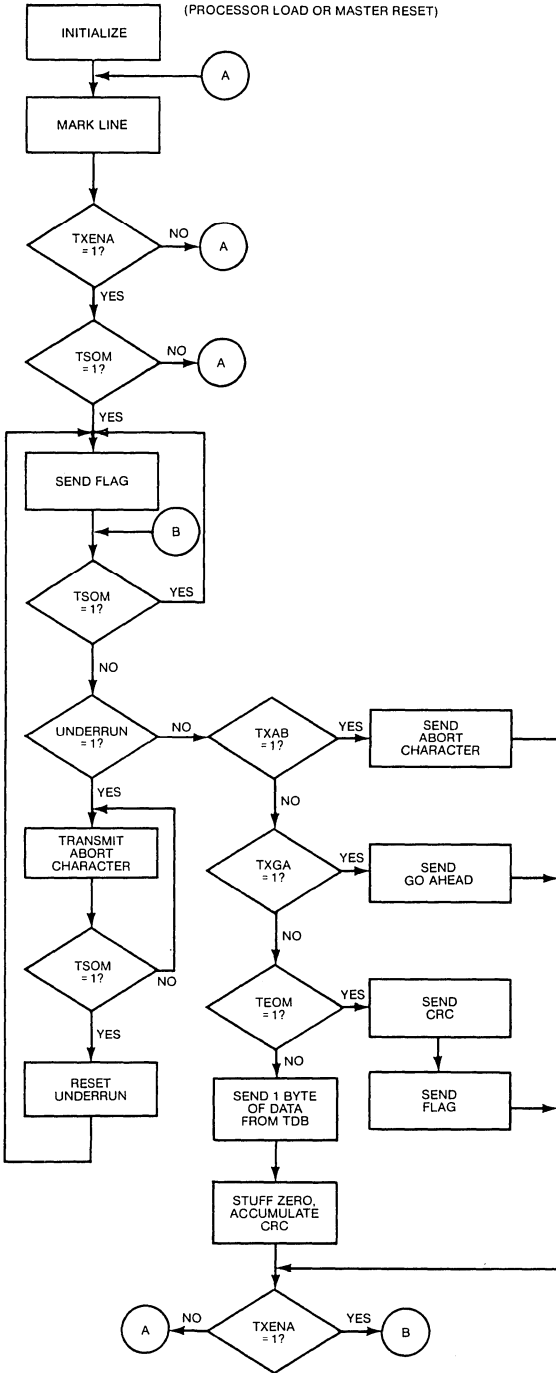 (PROCESSOR LOAD OR MASTER RESET)
INITIALIZE
A
MARK LINE
TXENA
= 1?
NO
A
YES
TSOM
= 1?
NO
A
YES
SEND FLAG
B
TSOM
= 1?
YES
NO
UNDERRUN
= 1?
NO
TXAB
= 1?
YES
SEND
ABORT
CHARACTER
YES
NO
TRANSMIT
ABORT
CHARACTER
TXGA
= 1?
YES
SEND
GO AHEAD
NO
TSOM
= 1?
NO
TEOM
= 1?
YES
SEND
CRC
YES
NO
RESET
UNDERRUN
SEND 1 BYTE
OF DATA
FROM TDB
SEND
FLAG
STUFF ZERO,
ACCUMULATE
CRC
A
NO
TXENA
= 1?
YES
B